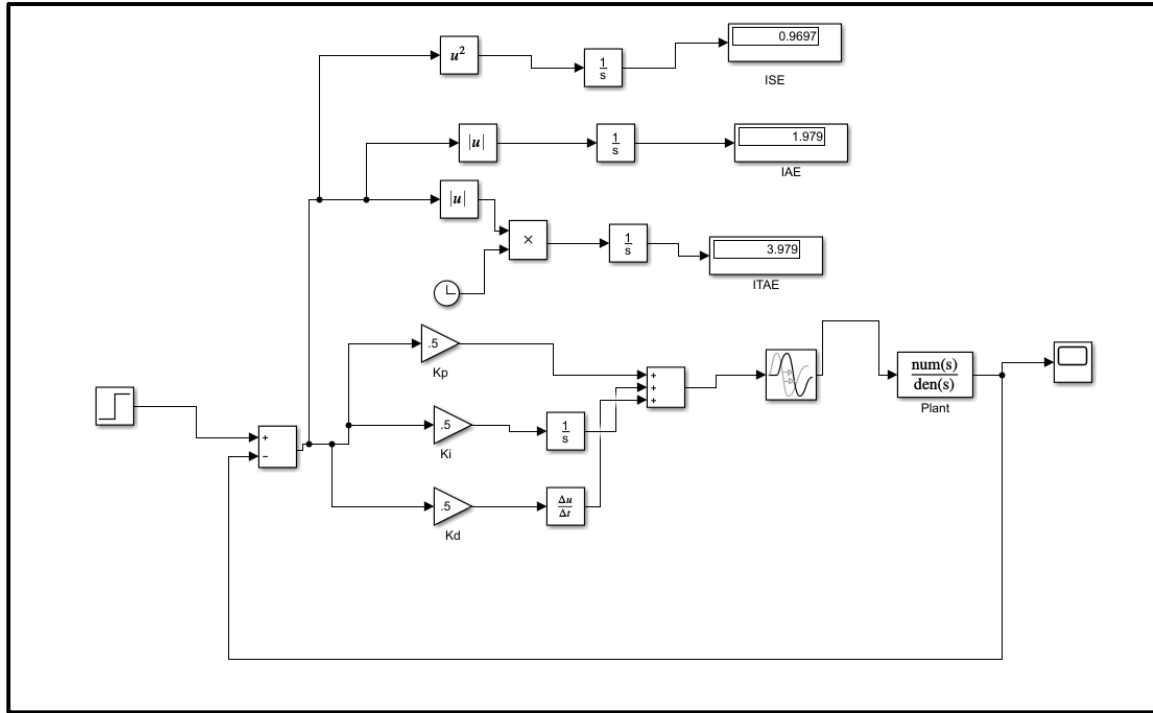 u²
1
s
0.9697
ISE
|u|
1
s
1.979
IAE
|u|
×
1
s
3.979
ITAE
.5
Kp
+
+
+
num(s)
den(s)
Plant
+
−
.5
Ki
1
s
.5
Kd
Δu
Δt